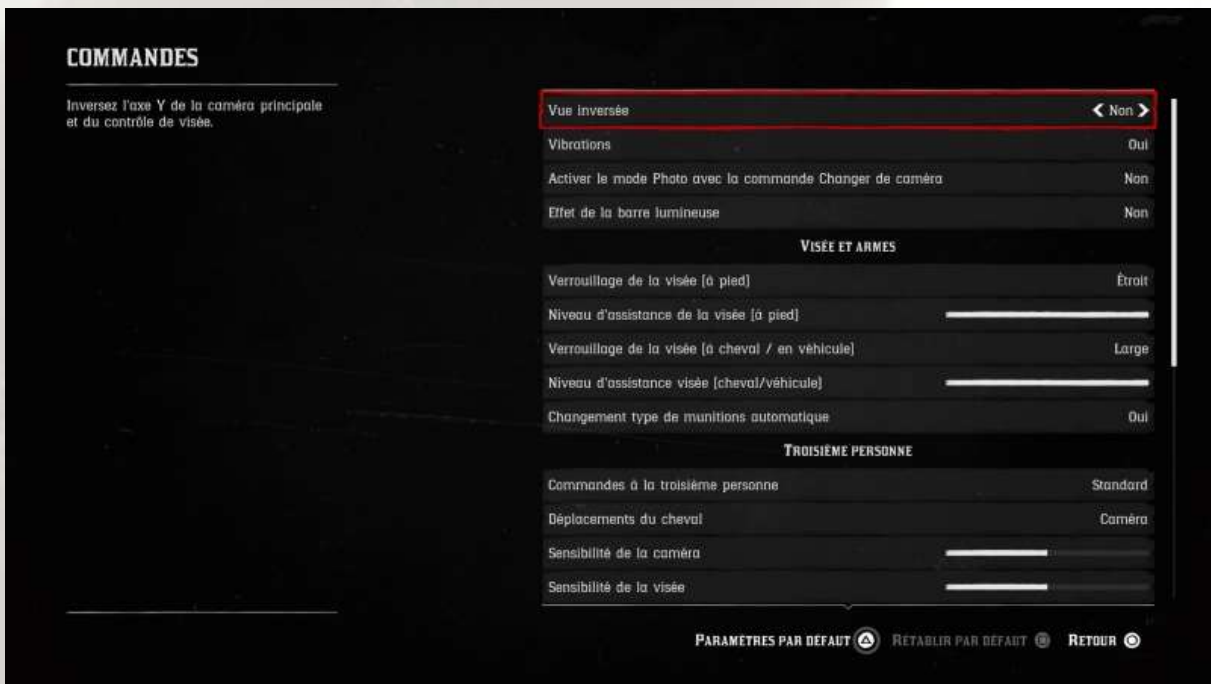 COMMANDES
Inversez l'axe Y de la caméra principale
et du contrôle de visée.
Vue inversée Non
Vibrations Oui
Activer le mode Photo avec la commande Changer de caméra Non
Effet de la barre lumineuse Non
VISÉE ET ARMES
Verrouillage de la visée [à pied] Étroit
Niveau d'assistance de la visée [à pied]
Verrouillage de la visée [à cheval / en véhicule] Large
Niveau d'assistance visée [cheval/véhicule]
Changement type de munitions automatique Oui
TROISIÈME PERSONNE
Commandes à la troisième personne Standard
Déplacements du cheval Caméra
Sensibilité de la caméra
Sensibilité de la visée
PARAMÈTRES PAR DÉFAUT RÉTABLIR PAR DÉFAUT RETOUR